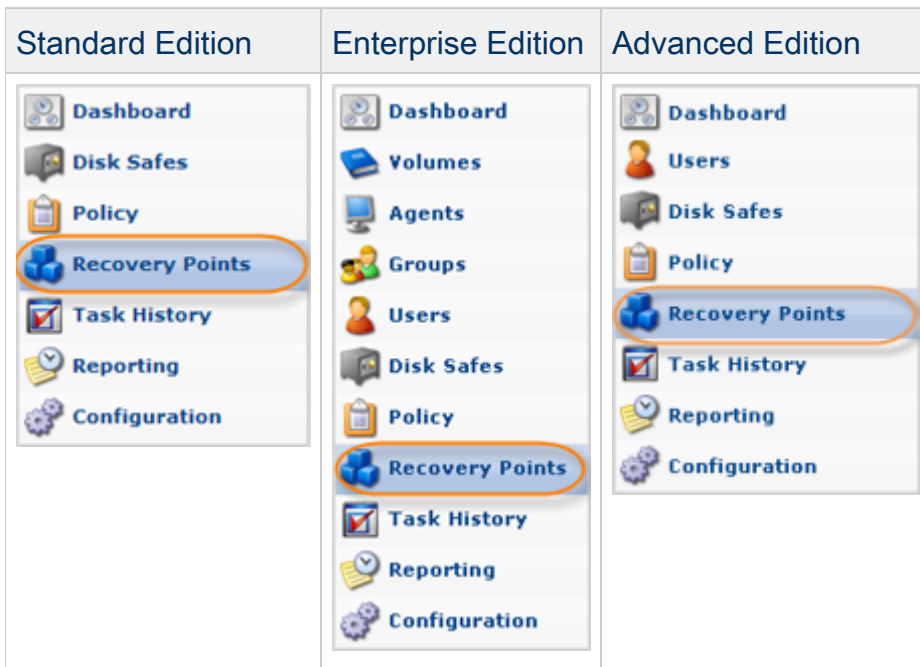 Standard Edition
Enterprise Edition
Advanced Edition
Dashboard
Disk Safes
Policy
Recovery Points
Task History
Reporting
Configuration
Dashboard
Volumes
Agents
Groups
Users
Disk Safes
Policy
Recovery Points
Task History
Reporting
Configuration
Dashboard
Users
Disk Safes
Policy
Recovery Points
Task History
Reporting
Configuration